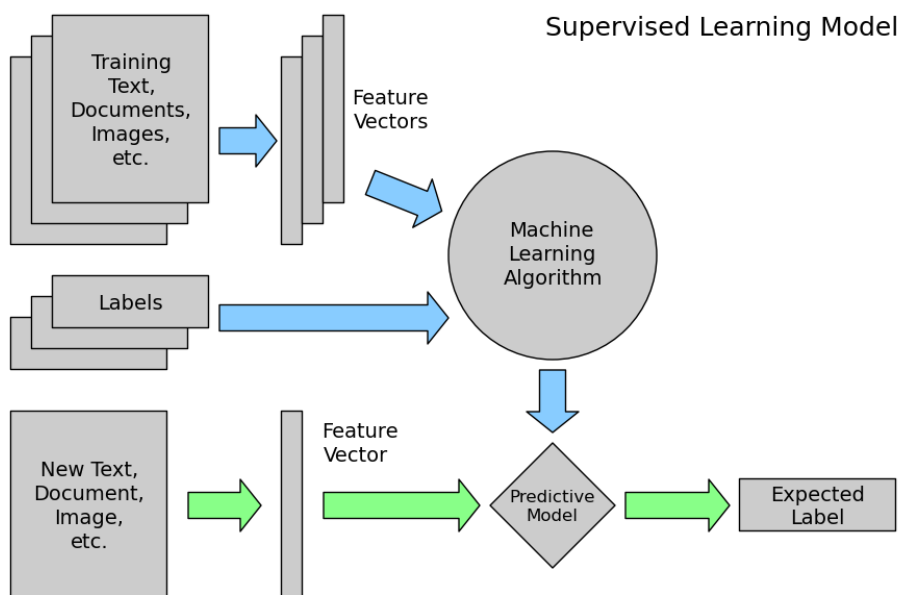 Supervised Learning Model
Training
Text,
Documents,
Images,
etc.
Feature
Vectors
Machine
Learning
Algorithm
Labels
New Text,
Document,
Image,
etc.
Feature
Vector
Predictive
Model
Expected
Label